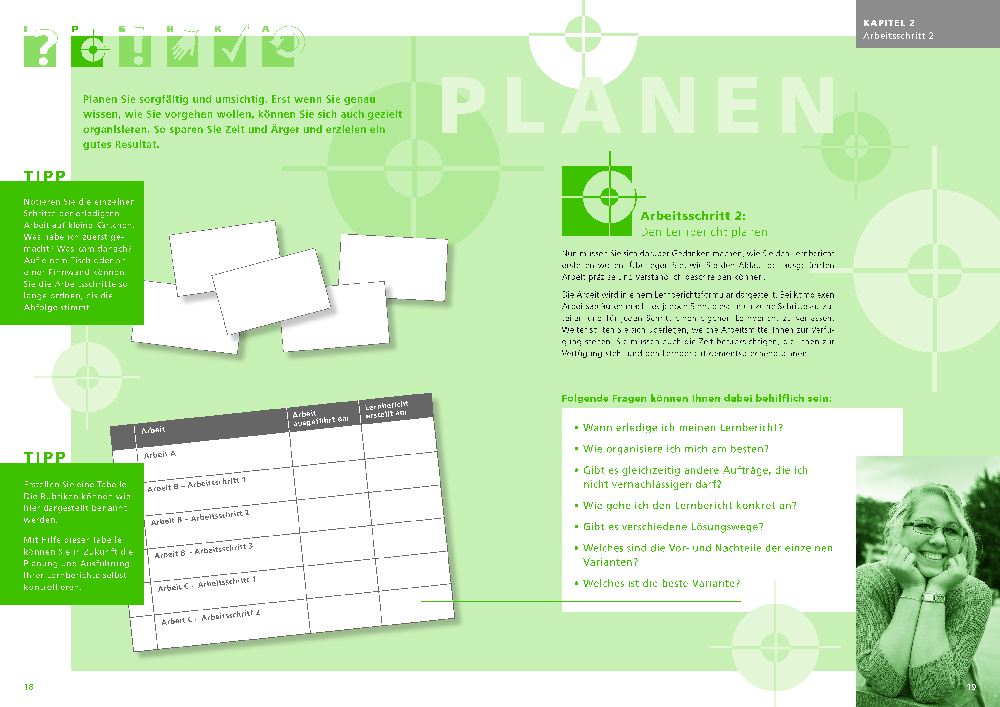 I P E R K A
Planen Sie sorgfältig und umsichtig. Erst wenn Sie genau
wissen, wie Sie vorgehen wollen, können Sie sich auch gezielt
organisieren. So sparen Sie Zeit und Ärger und erzielen ein
gutes Resultat.
TIPP
Notieren Sie die einzelnen
Schritte der erledigten
Arbeit auf kleine Kärtchen.
Was habe ich zuerst ge-
macht? Was kam danach?
Auf einem Tisch oder an
einer Pinnwand können
Sie die Arbeitsschritte so
lange ordnen, bis die
Abfolge stimmt.
TIPP
Erstellen Sie eine Tabelle.
Die Rubriken können wie
hier dargestellt benannt
werden.
Mit Hilfe dieser Tabelle
können Sie in Zukunft die
Planung und Ausführung
Ihrer Lernberichte selbst
kontrollieren.
Arbeit
Arbeit
ausgeführt am
Lernbericht
erstellt am
Arbeit A
Arbeit B – Arbeitsschritt 1
Arbeit B – Arbeitsschritt 2
Arbeit B – Arbeitsschritt 3
Arbeit C – Arbeitsschritt 1
Arbeit C – Arbeitsschritt 2
18
KAPITEL 2
Arbeitsschritt 2
PLANEN
Arbeitsschritt 2:
Den Lernbericht planen
Nun müssen Sie sich darüber Gedanken machen, wie Sie den Lernbericht
erstellen wollen. Überlegen Sie, wie Sie den Ablauf der ausgeführten
Arbeit präzise und verständlich beschreiben können.
Die Arbeit wird in einem Lernberichtsformular dargestellt. Bei komplexen
Arbeitsabläufen macht es jedoch Sinn, diese in einzelne Schritte aufzu-
teilen und für jeden Schritt einen eigenen Lernbericht zu verfassen.
Weiter sollten Sie sich überlegen, welche Arbeitsmittel Ihnen zur Verfü-
gung stehen. Sie müssen auch die Zeit berücksichtigen, die Ihnen zur
Verfügung steht und den Lernbericht dementsprechend planen.
Folgende Fragen können Ihnen dabei behilflich sein:
• Wann erledige ich meinen Lernbericht?
• Wie organisiere ich mich am besten?
• Gibt es gleichzeitig andere Aufträge, die ich
nicht vernachlässigen darf?
• Wie gehe ich den Lernbericht konkret an?
• Gibt es verschiedene Lösungswege?
• Welches sind die Vor- und Nachteile der einzelnen
Varianten?
• Welches ist die beste Variante?
19